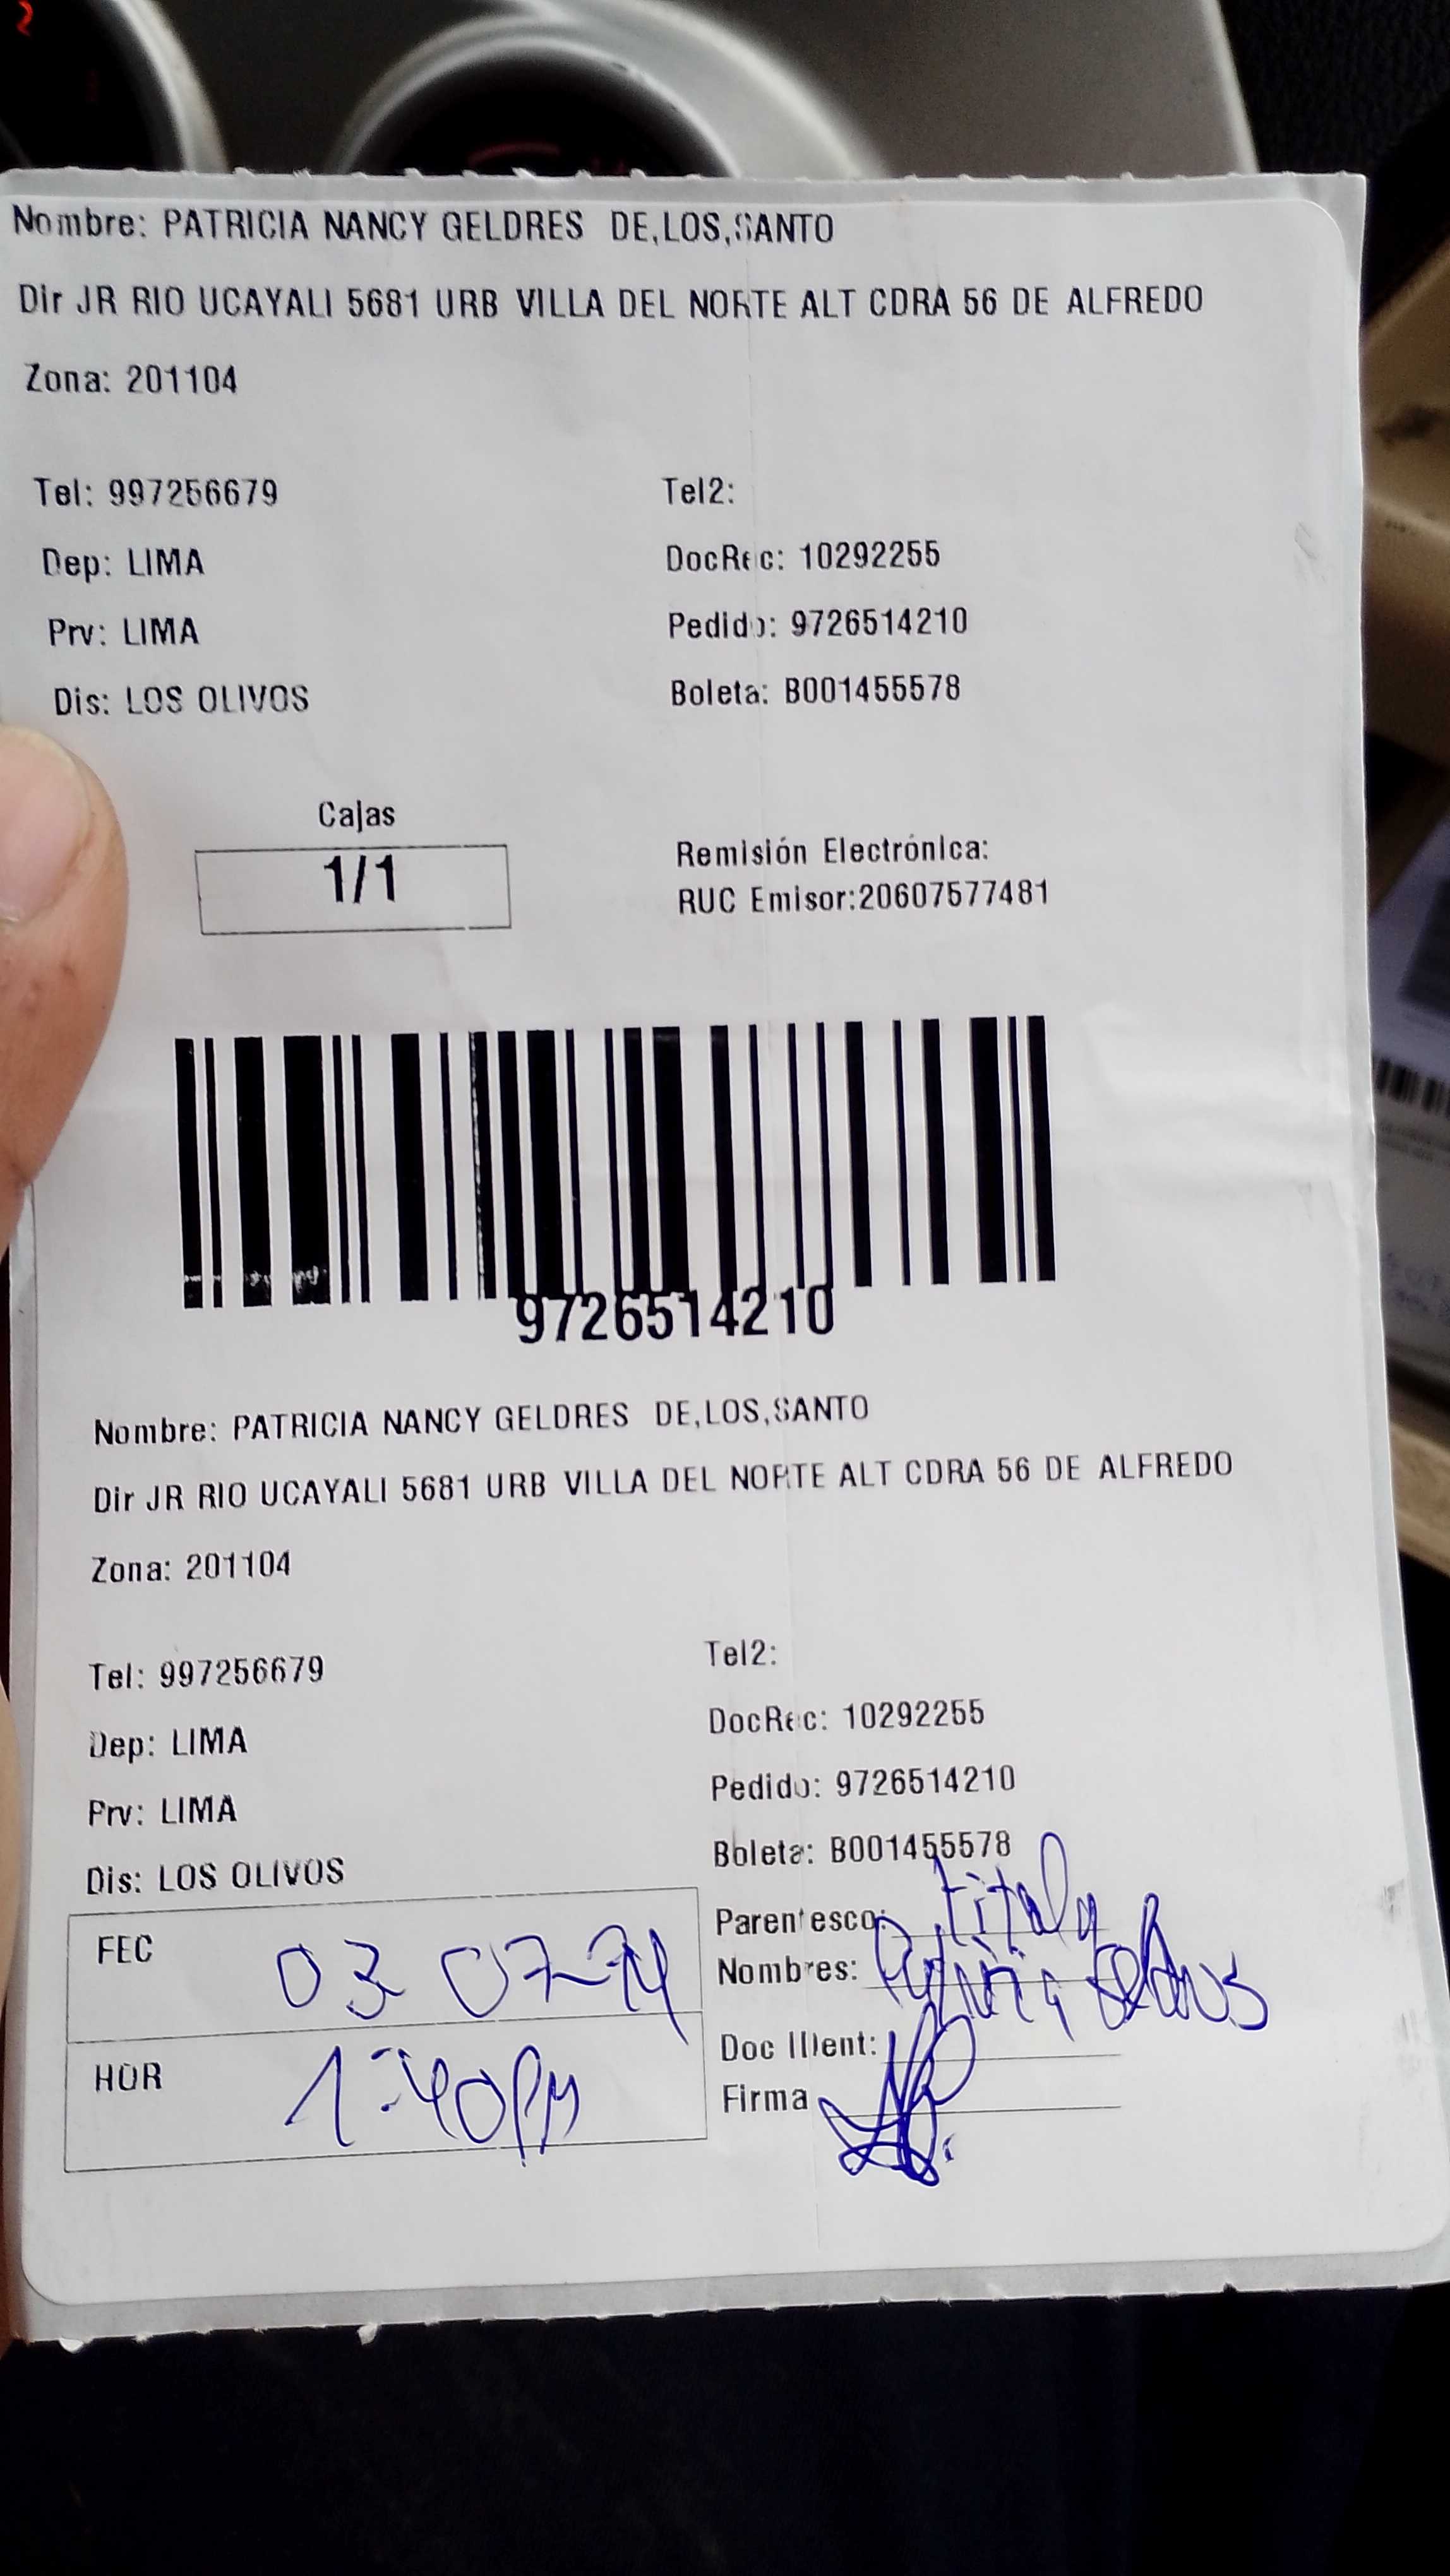 Nombre: PATRICIA NANCY GELDRES DE,LOS,SANTO
Dir JR RIO UCAYALI 5681 URB VILLA DEL NORTE ALT CDRA 56 DE ALFREDO
Zona: 201104
Tel: 997256679 Tel2:
Dep: LIMA DocRec: 10292255
Prv: LIMA Pedido: 9726514210
Dis: LOS OLIVOS Boleta: B001455578
Cajas
1/1
Remisión Electrónica:
RUC Emisor:20607577481
9726514210
Nombre: PATRICIA NANCY GELDRES DE,LOS,SANTO
Dir JR RIO UCAYALI 5681 URB VILLA DEL NORTE ALT CDRA 56 DE ALFREDO
Zona: 201104
Tel: 997256679 Tel2:
Dep: LIMA DocRec: 10292255
Prv: LIMA Pedido: 9726514210
Dis: LOS OLIVOS Boleta: B001455578
FEC 03 07-24
HOR 1:40PM
Parentesco:
Nombres:
Doc Ident:
Firma